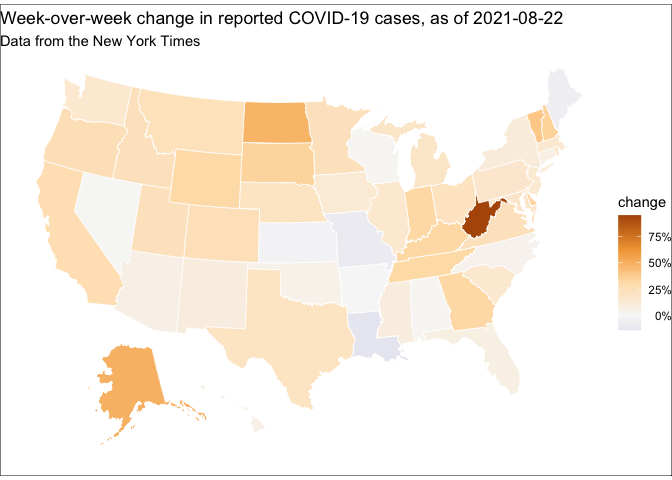 Week-over-week change in reported COVID-19 cases, as of 2021-08-22
Data from the New York Times
change
75%
50%
25%
0%